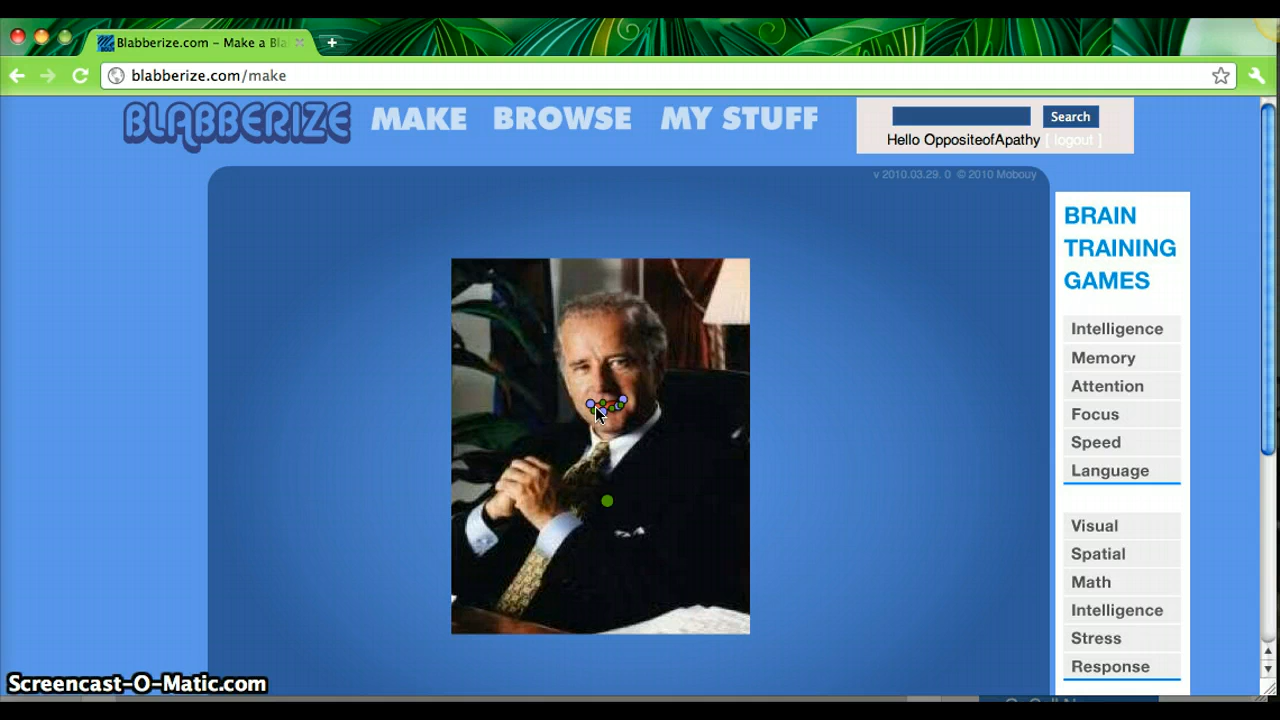 Blabberize.com – Make a Bla
blabberize.com/make
BLABBERIZE MAKE BROWSE MY STUFF
Search
Hello OppositeofApathy [ logout ]
v 2010.03.29. 0 © 2010 Mobouy
BRAIN
TRAINING
GAMES
Intelligence
Memory
Attention
Focus
Speed
Language
Visual
Spatial
Math
Intelligence
Stress
Response
Screencast-O-Matic.com